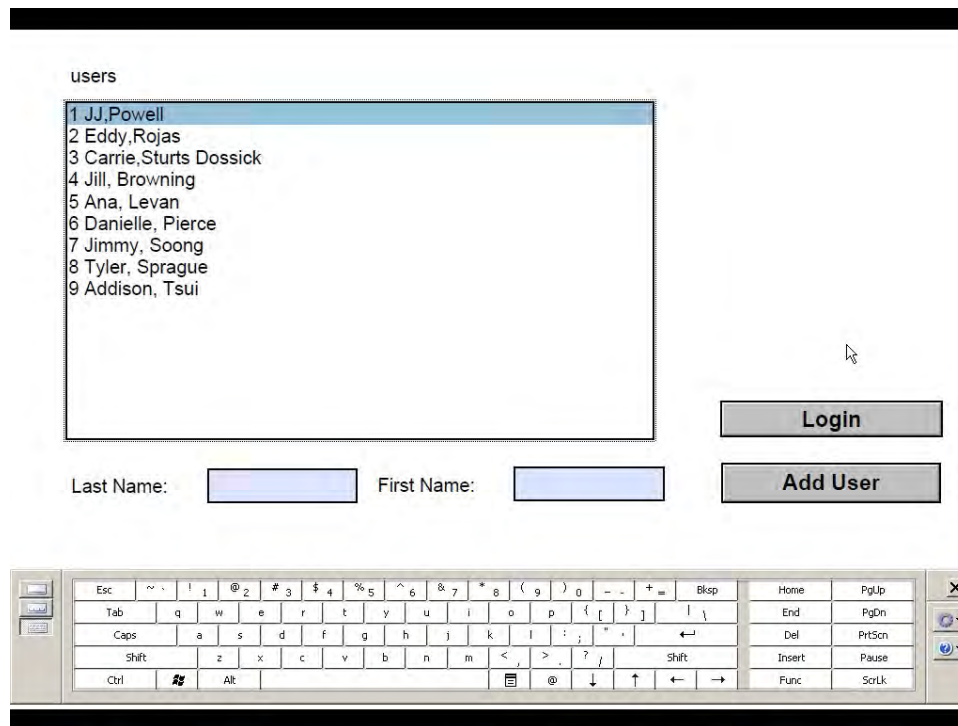 users
1 JJ,Powell
2 Eddy,Rojas
3 Carrie,Sturts Dossick
4 Jill, Browning
5 Ana, Levan
6 Danielle, Pierce
7 Jimmy, Soong
8 Tyler, Sprague
9 Addison, Tsui
Login
Last Name: First Name: Add User
Esc ~ ` ! 1 @ 2 # 3 $ 4 % 5 ^ 6 & 7 * 8 ( 9 ) 0 _ - + = Bksp Home PgUp
Tab q w e r t y u i o p { [ } ] | \ End PgDn
Caps a s d f g h j k l : ; " ' Del PrtScn
Shift z x c v b n m < , > . ? / Shift Insert Pause
Ctrl Alt @ ↓ ↑ ← → Func ScrLk